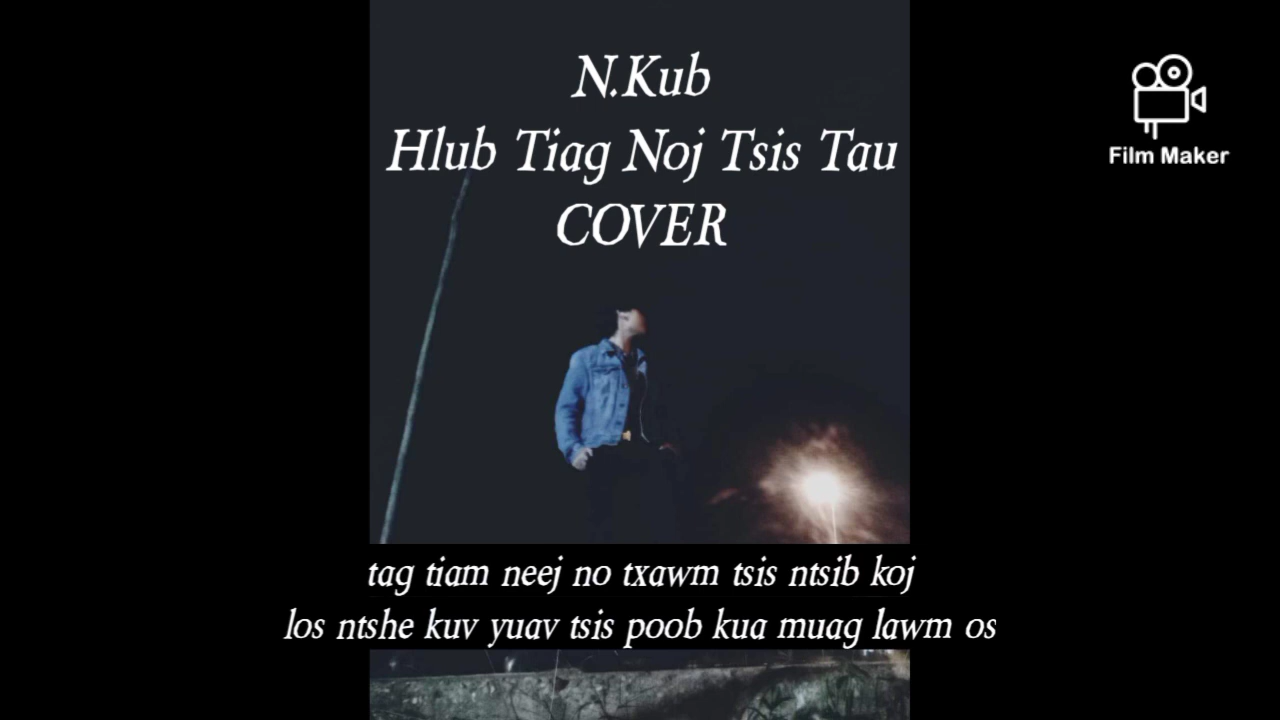 N.Kub
Hlub Tiag Noj Tsis Tau
COVER
Film Maker
tag tiam neej no txawm tsis ntsib koj
los ntshe kuv yuav tsis poob kua muag lawm os